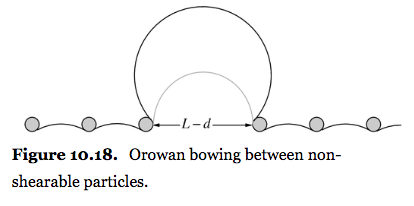 L – d
Figure 10.18. Orowan bowing between non-
shearable particles.